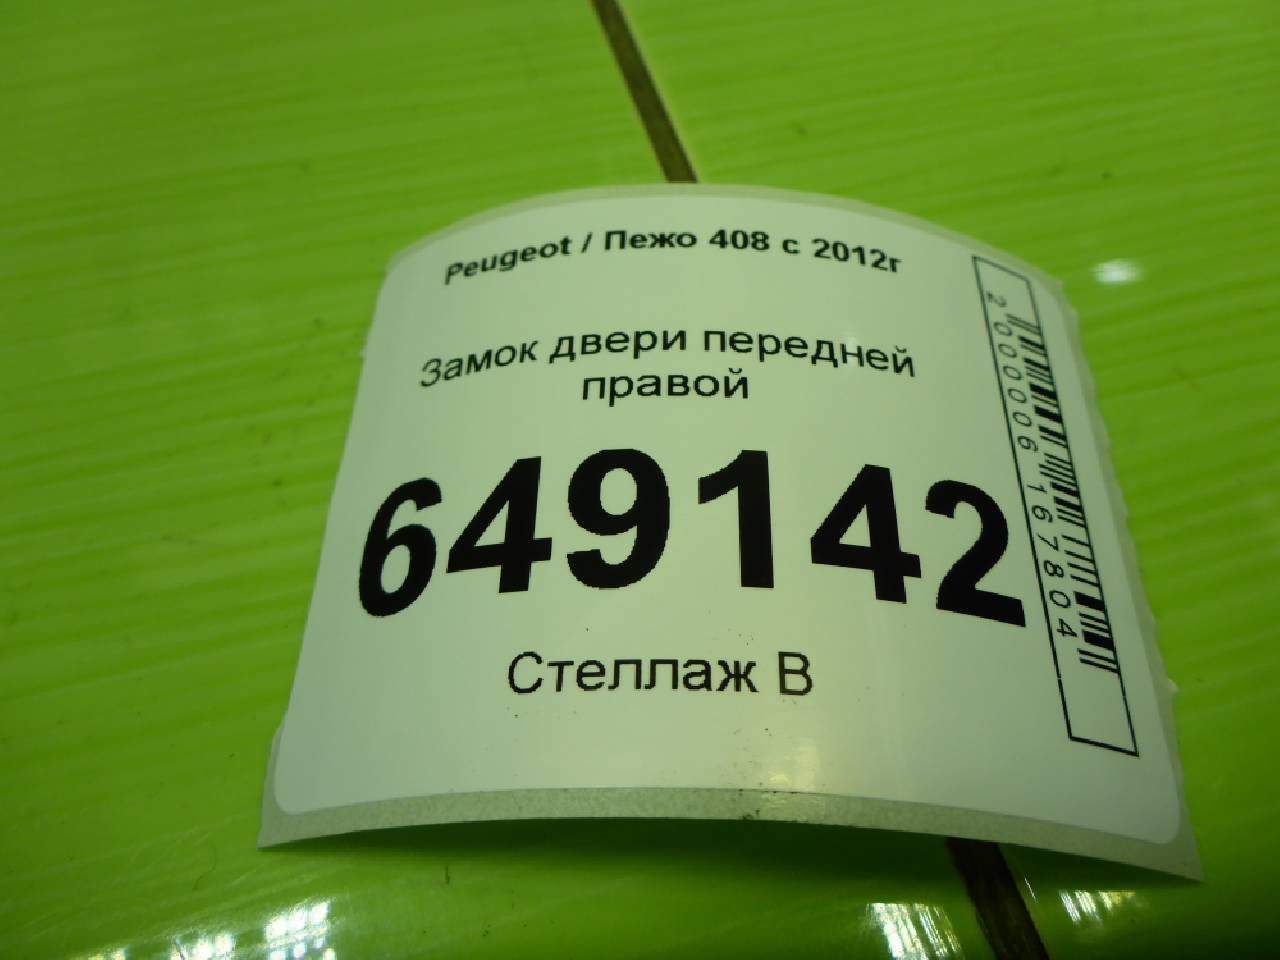 Peugeot / Пежо 408 с 2012г
Замок двери передней
правой
649142
Стеллаж В
2000006167804